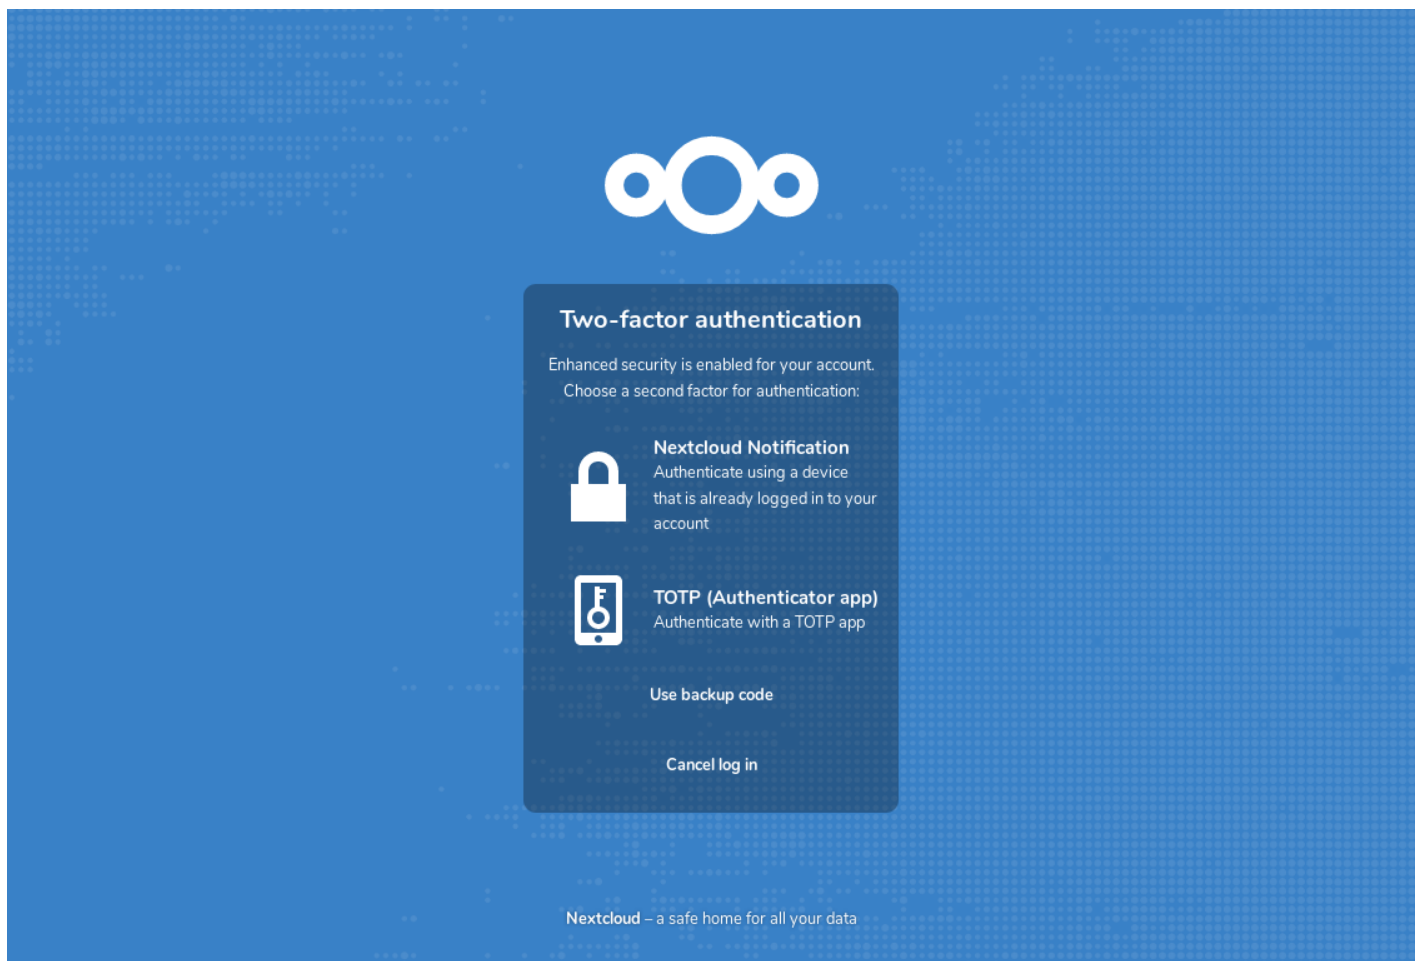 Two-factor authentication
Enhanced security is enabled for your account.
Choose a second factor for authentication:
Nextcloud Notification
Authenticate using a device
that is already logged in to your
account
TOTP (Authenticator app)
Authenticate with a TOTP app
Use backup code
Cancel log in
Nextcloud – a safe home for all your data